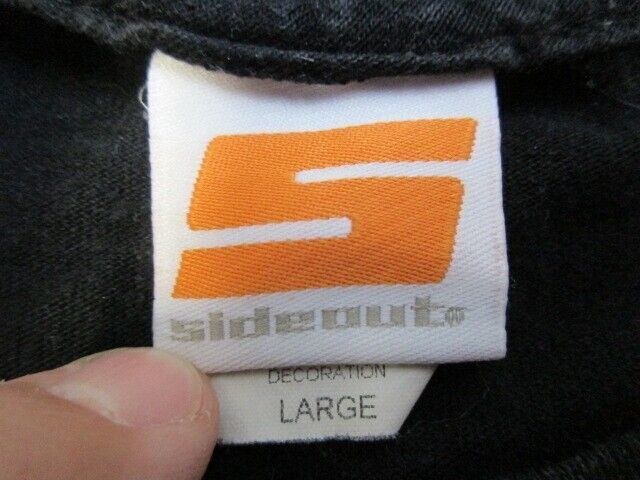 S
sideout®
DECORATION
LARGE